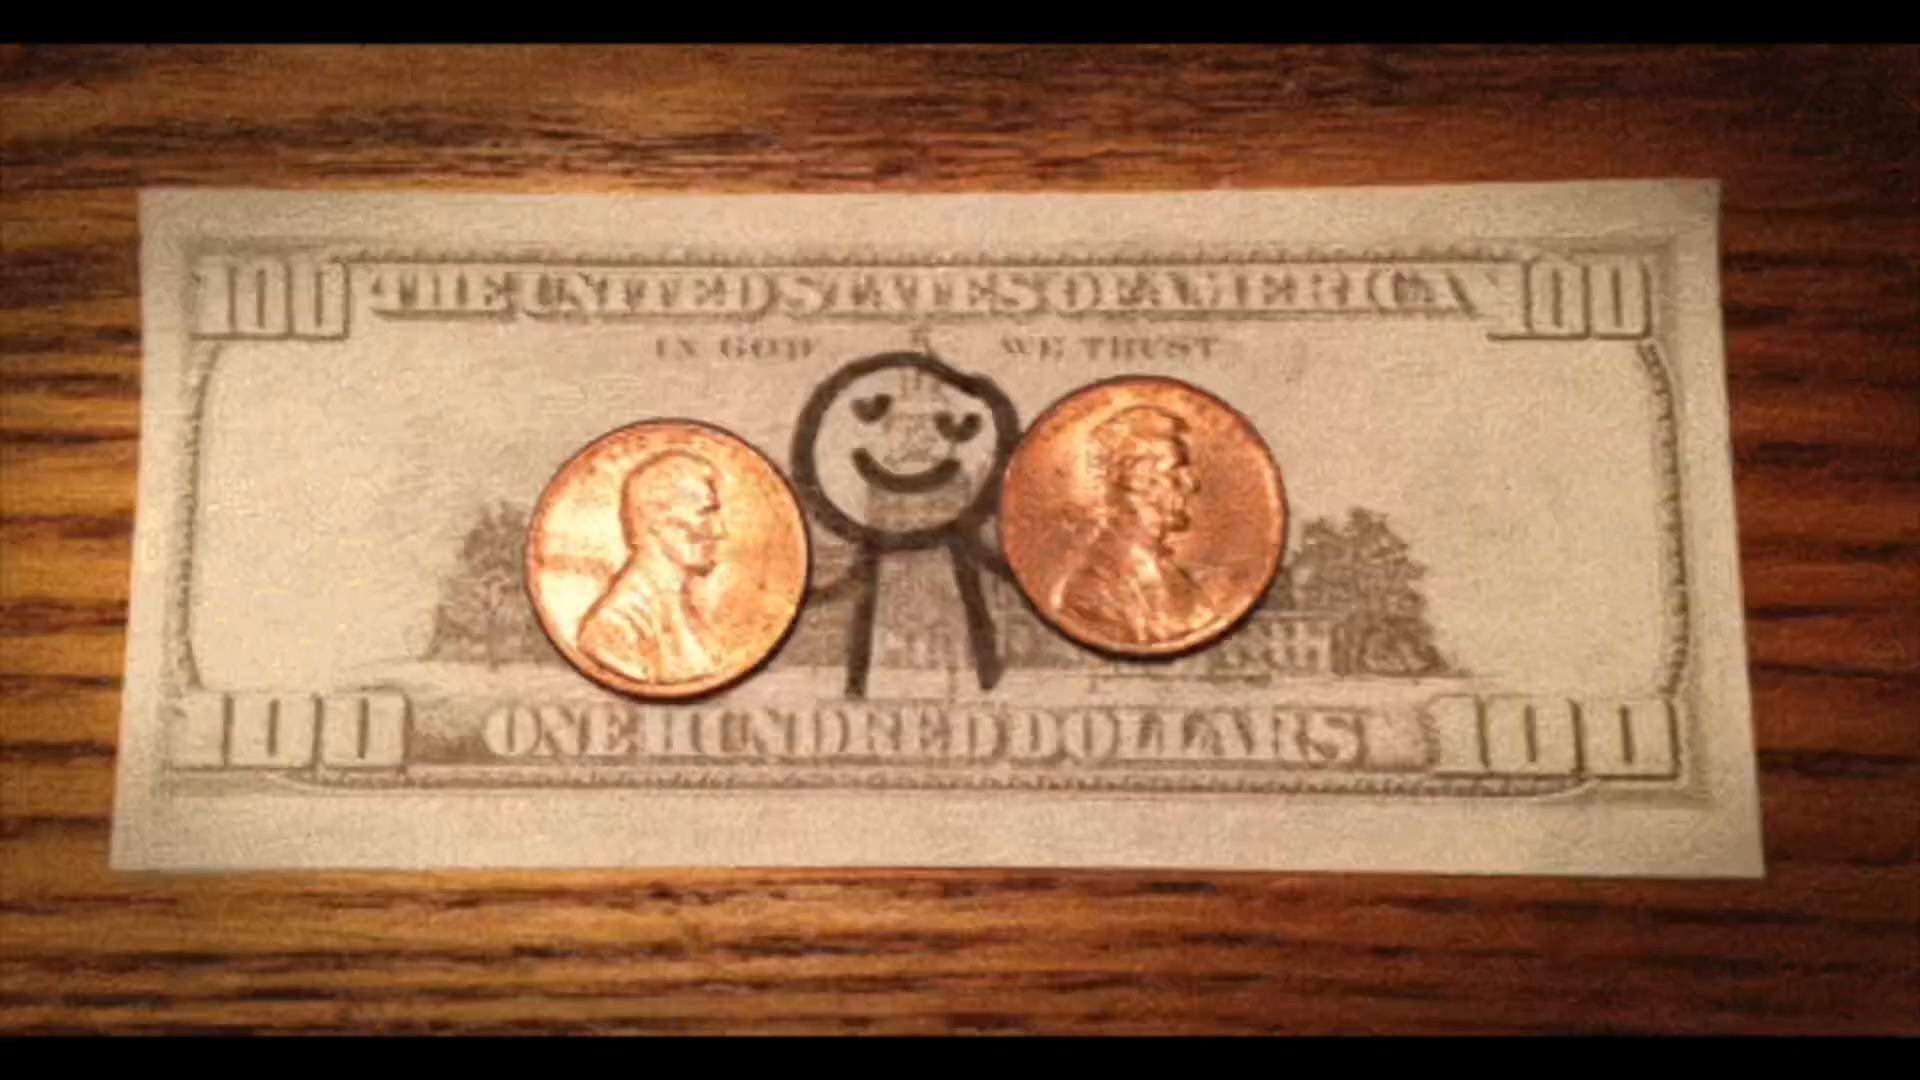 100 THE UNITED STATES OF AMERICA 100
IN GOD WE TRUST
100 ONE HUNDRED DOLLARS 100